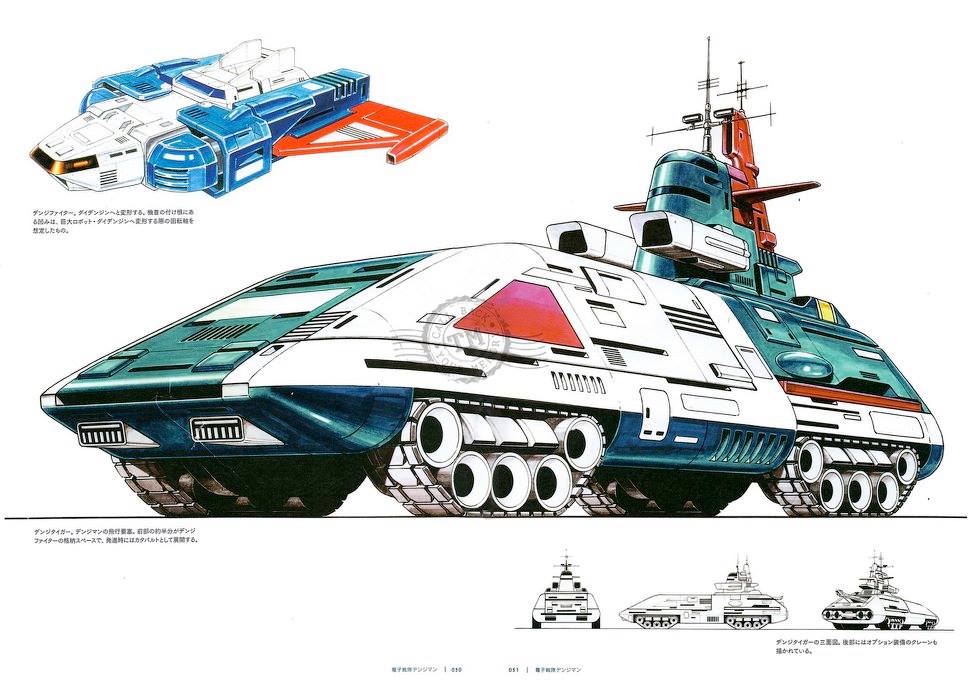 デンジファイター。ダイデンジンへと変形する。機首の付け根にあ
る凹みは、巨大ロボット・ダイデンジンへ変形する際の回転軸を
想定したもの。
デンジタイガー。デンジマンの飛行要塞。前部の約半分がデンジ
ファイターの格納スペースで、発進時にはカタパルトとして展開する。
デンジタイガーの三面図。後部にはオプション装備のクレーンも
描かれている。
電子戦隊デンジマン | 050
051 | 電子戦隊デンジマン